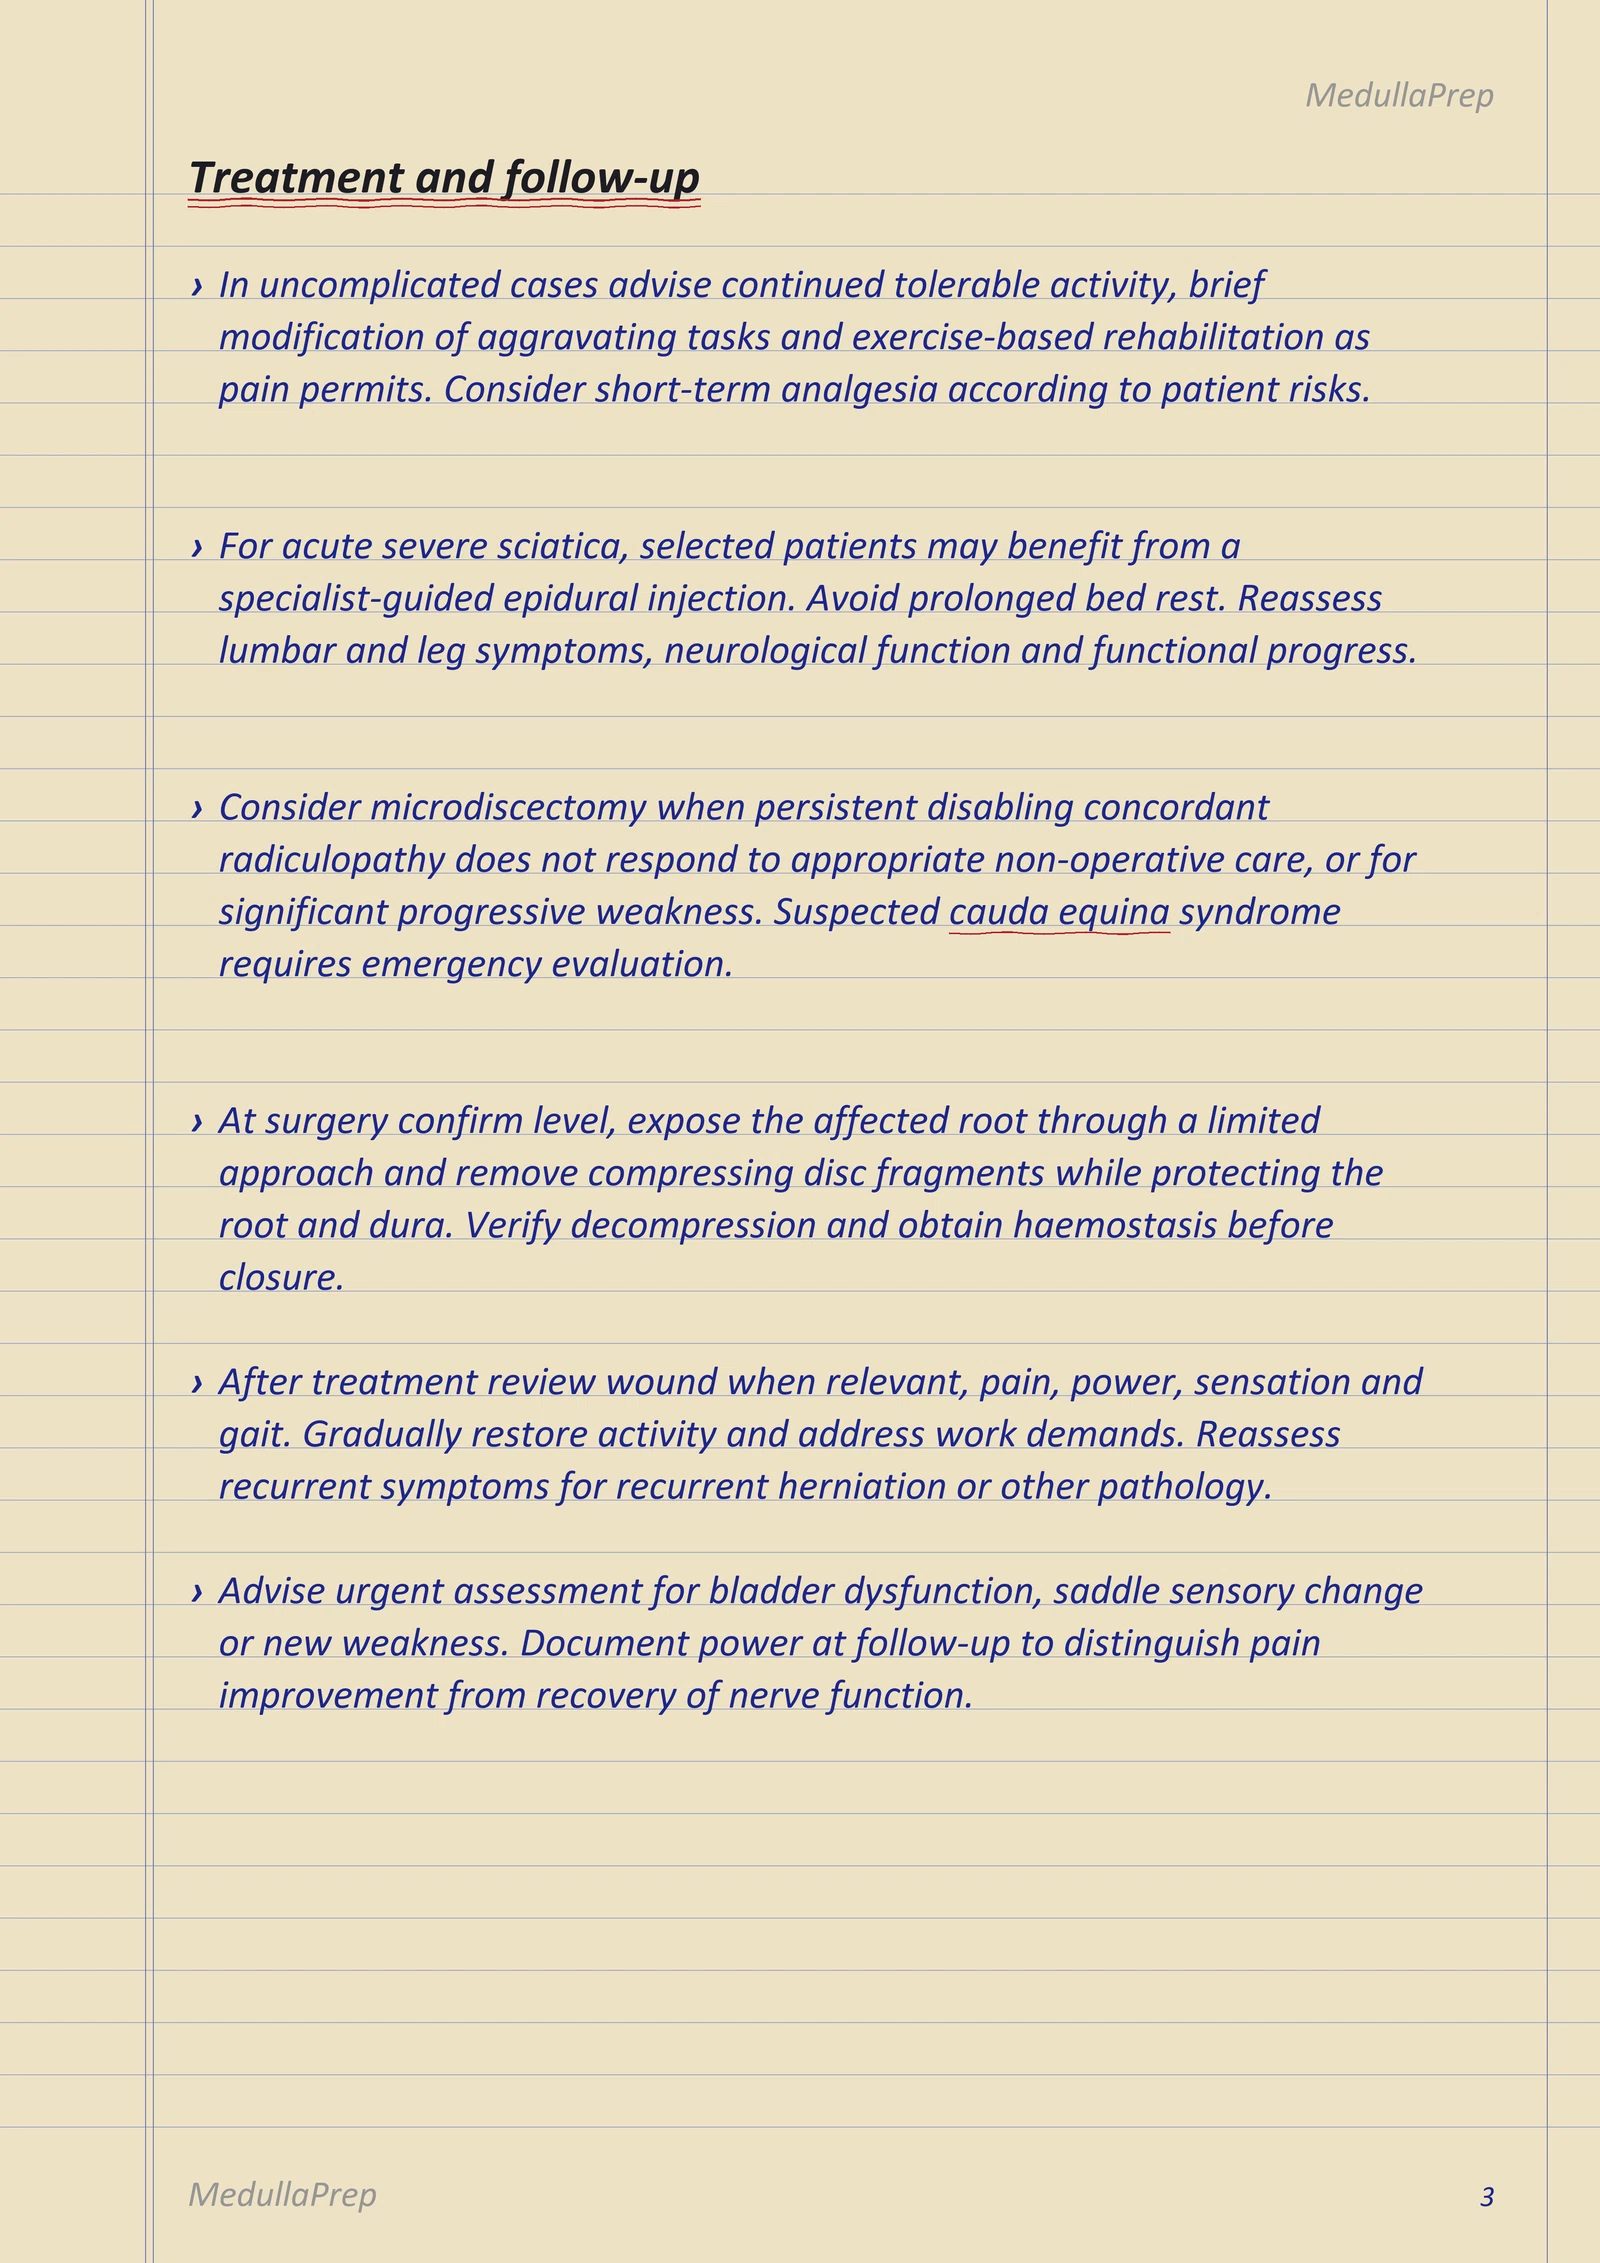 MedullaPrep
Treatment and follow-up
› In uncomplicated cases advise continued tolerable activity, brief
modification of aggravating tasks and exercise-based rehabilitation as
pain permits. Consider short-term analgesia according to patient risks.
› For acute severe sciatica, selected patients may benefit from a
specialist-guided epidural injection. Avoid prolonged bed rest. Reassess
lumbar and leg symptoms, neurological function and functional progress.
› Consider microdiscectomy when persistent disabling concordant
radiculopathy does not respond to appropriate non-operative care, or for
significant progressive weakness. Suspected cauda equina syndrome
requires emergency evaluation.
› At surgery confirm level, expose the affected root through a limited
approach and remove compressing disc fragments while protecting the
root and dura. Verify decompression and obtain haemostasis before
closure.
› After treatment review wound when relevant, pain, power, sensation and
gait. Gradually restore activity and address work demands. Reassess
recurrent symptoms for recurrent herniation or other pathology.
› Advise urgent assessment for bladder dysfunction, saddle sensory change
or new weakness. Document power at follow-up to distinguish pain
improvement from recovery of nerve function.
MedullaPrep
3